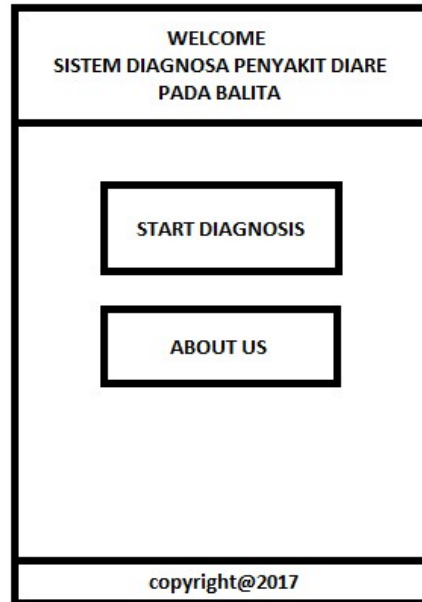 WELCOME
SISTEM DIAGNOSA PENYAKIT DIARE
PADA BALITA
START DIAGNOSIS
ABOUT US
copyright@2017